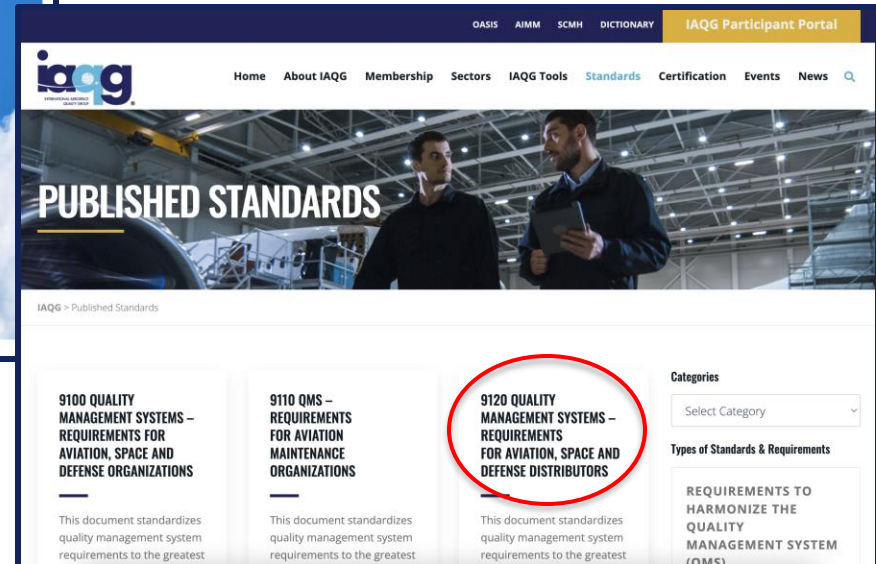 OASIS AIMM SCMH DICTIONARY IAQG Participant Portal
iaqg
INTERNATIONAL AEROSPACE
QUALITY GROUP
®
Home About IAQG Membership Sectors IAQG Tools Standards Certification Events News
PUBLISHED STANDARDS
IAQG > Published Standards
9100 QUALITY
MANAGEMENT SYSTEMS –
REQUIREMENTS FOR
AVIATION, SPACE AND
DEFENSE ORGANIZATIONS
This document standardizes
quality management system
requirements to the greatest
9110 QMS –
REQUIREMENTS
FOR AVIATION
MAINTENANCE
ORGANIZATIONS
This document standardizes
quality management system
requirements to the greatest
9120 QUALITY
MANAGEMENT SYSTEMS –
REQUIREMENTS
FOR AVIATION, SPACE AND
DEFENSE DISTRIBUTORS
This document standardizes
quality management system
requirements to the greatest
Categories
Select Category
Types of Standards & Requirements
REQUIREMENTS TO
HARMONIZE THE
QUALITY
MANAGEMENT SYSTEM
(QMS)